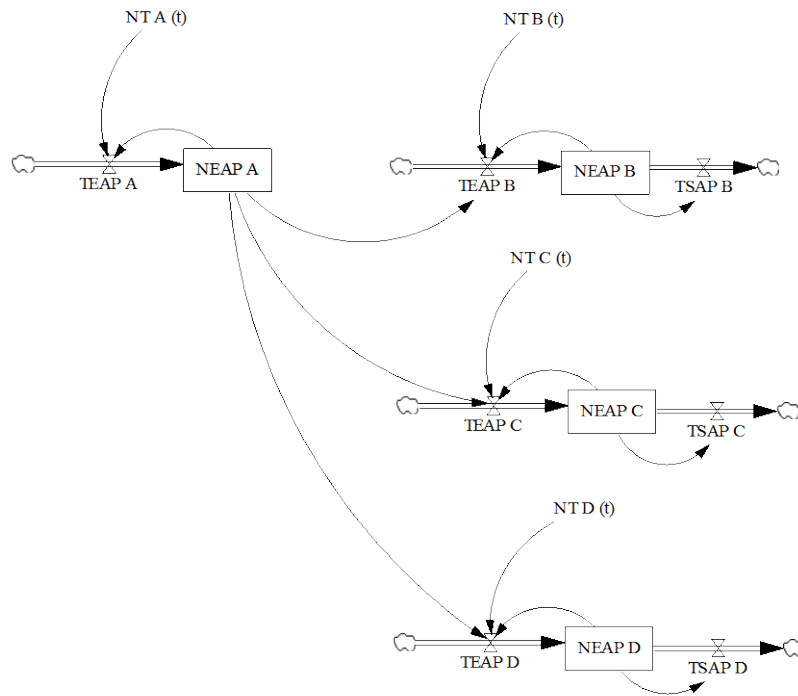 NT A (t)
NT B (t)
NEAP A
TEAP A
NEAP B
TEAP B
TSAP B
NT C (t)
NEAP C
TEAP C
TSAP C
NT D (t)
NEAP D
TEAP D
TSAP D